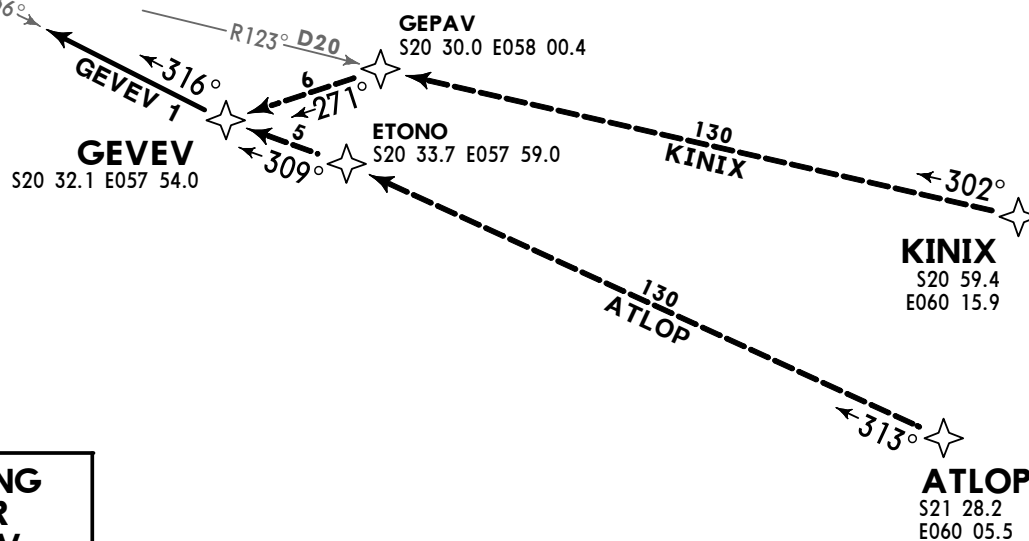 GEPAV
S20 30.0 E058 00.4
R123° D20
316°
GEVEV 1
6
271°
5
309°
GEVEV
S20 32.1 E057 54.0
ETONO
S20 33.7 E057 59.0
130
KINIX
302°
KINIX
S20 59.4
E060 15.9
130
ATLOP
313°
ATLOP
S21 28.2
E060 05.5
NG
R